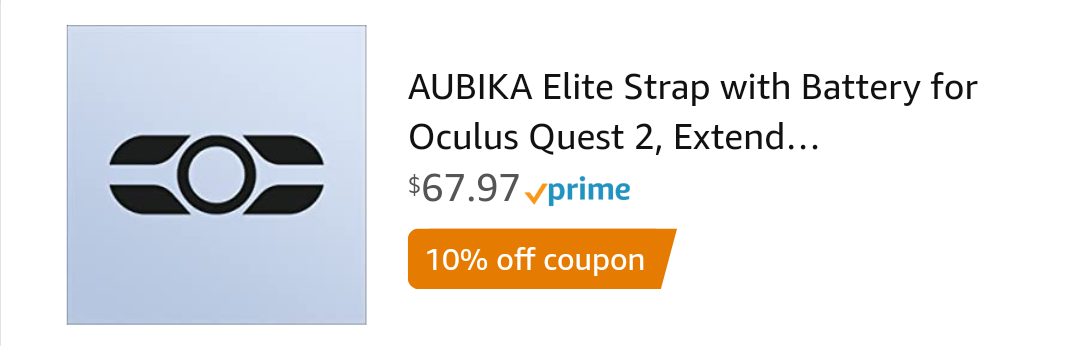 AUBIKA Elite Strap with Battery for
Oculus Quest 2, Extend...
$67.97 prime
10% off coupon